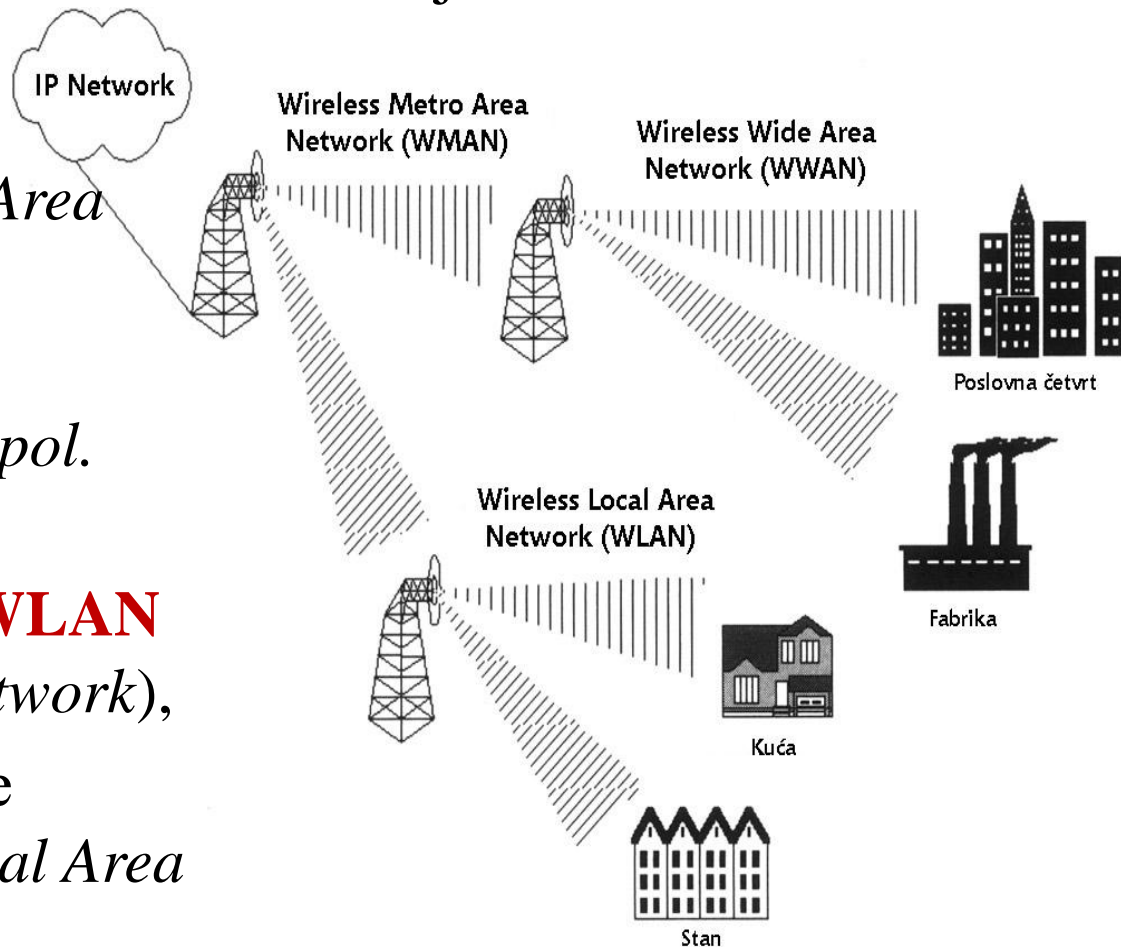 j
IP Network
Wireless Metro Area
Network (WMAN)
Wireless Wide Area
Network (WWAN)
Area
Poslovna četvrt
pol.
Wireless Local Area
Network (WLAN)
WLAN
Fabrika
twork),
Kuća
e
al Area
Stan